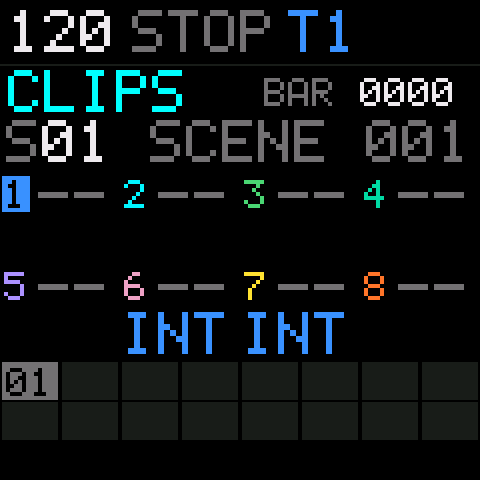 120 STOP T1
CLIPS BAR 0000
S01 SCENE 001
1 -- 2 -- 3 -- 4 --
5 -- 6 -- 7 -- 8 --
INT INT
01